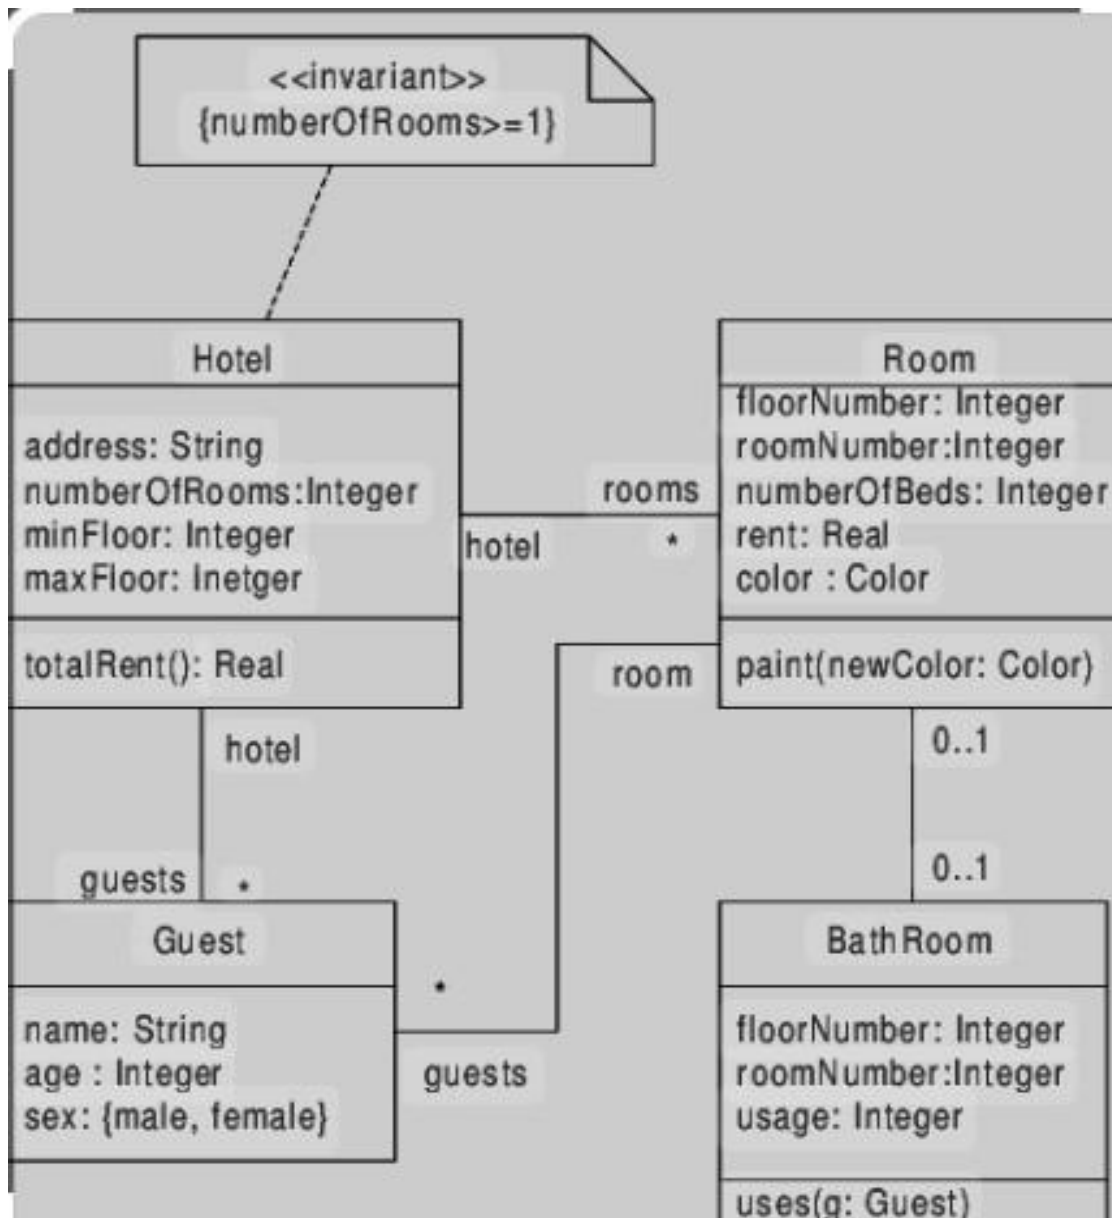 <<invariant>>
{numberOfRooms>=1}
Hotel
address: String
numberOfRooms:Integer
minFloor: Integer
maxFloor: Inetger
totalRent(): Real
rooms
hotel
*
Room
floorNumber: Integer
roomNumber:Integer
numberOfBeds: Integer
rent: Real
color : Color
paint(newColor: Color)
room
hotel
guests
*
0..1
0..1
Guest
name: String
age : Integer
sex: {male, female}
*
guests
BathRoom
floorNumber: Integer
roomNumber:Integer
usage: Integer
uses(g: Guest)